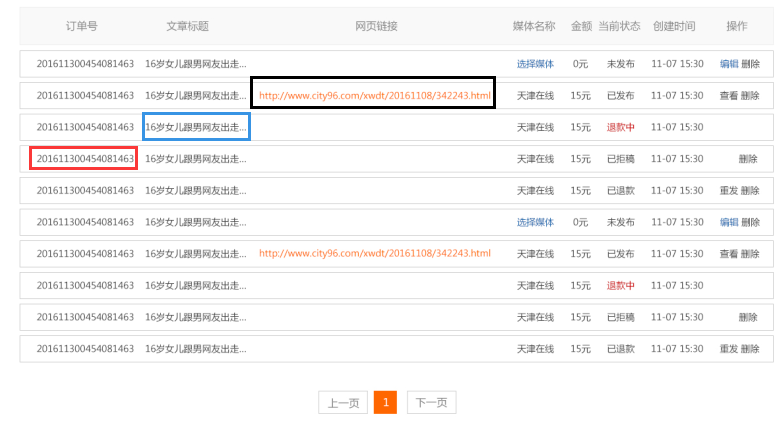 订单号 文章标题 网页链接 媒体名称 金额 当前状态 创建时间 操作
201611300454081463 16岁女儿跟男网友出走... 选择媒体 0元 未发布 11-07 15:30 编辑 删除
201611300454081463 16岁女儿跟男网友出走... http://www.city96.com/xwdt/20161108/342243.html 天津在线 15元 已发布 11-07 15:30 查看 删除
201611300454081463 16岁女儿跟男网友出走... 天津在线 15元 退款中 11-07 15:30
201611300454081463 16岁女儿跟男网友出走... 天津在线 15元 已拒稿 11-07 15:30 删除
201611300454081463 16岁女儿跟男网友出走... 天津在线 15元 已退款 11-07 15:30 重发 删除
201611300454081463 16岁女儿跟男网友出走... 选择媒体 0元 未发布 11-07 15:30 编辑 删除
201611300454081463 16岁女儿跟男网友出走... http://www.city96.com/xwdt/20161108/342243.html 天津在线 15元 已发布 11-07 15:30 查看 删除
201611300454081463 16岁女儿跟男网友出走... 天津在线 15元 退款中 11-07 15:30
201611300454081463 16岁女儿跟男网友出走... 天津在线 15元 已拒稿 11-07 15:30 删除
201611300454081463 16岁女儿跟男网友出走... 天津在线 15元 已退款 11-07 15:30 重发 删除
上一页 1 下一页